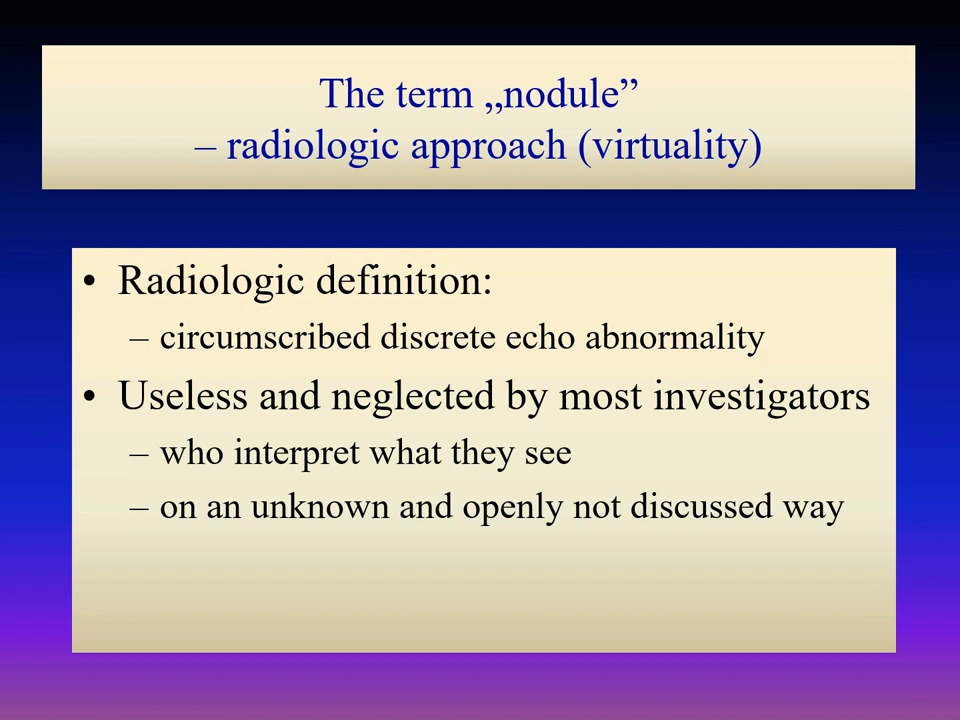 The term „nodule”
– radiologic approach (virtuality)
• Radiologic definition:
– circumscribed discrete echo abnormality
• Useless and neglected by most investigators
– who interpret what they see
– on an unknown and openly not discussed way